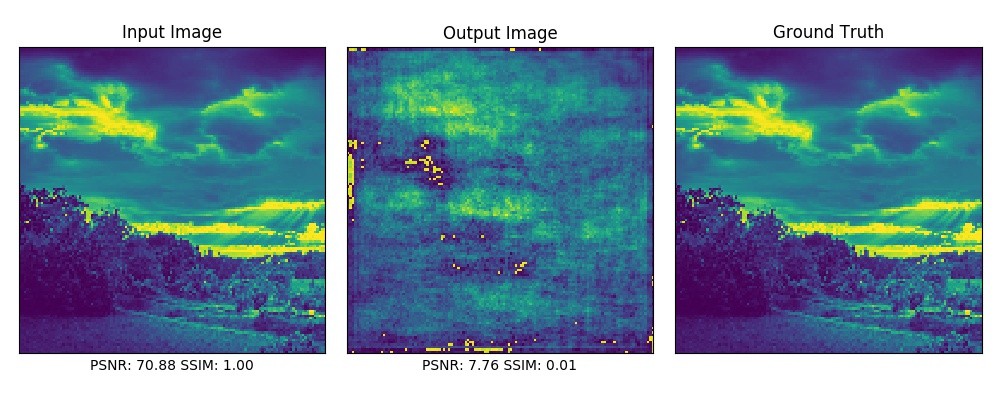 Input Image
Output Image
Ground Truth
PSNR: 70.88 SSIM: 1.00
PSNR: 7.76 SSIM: 0.01